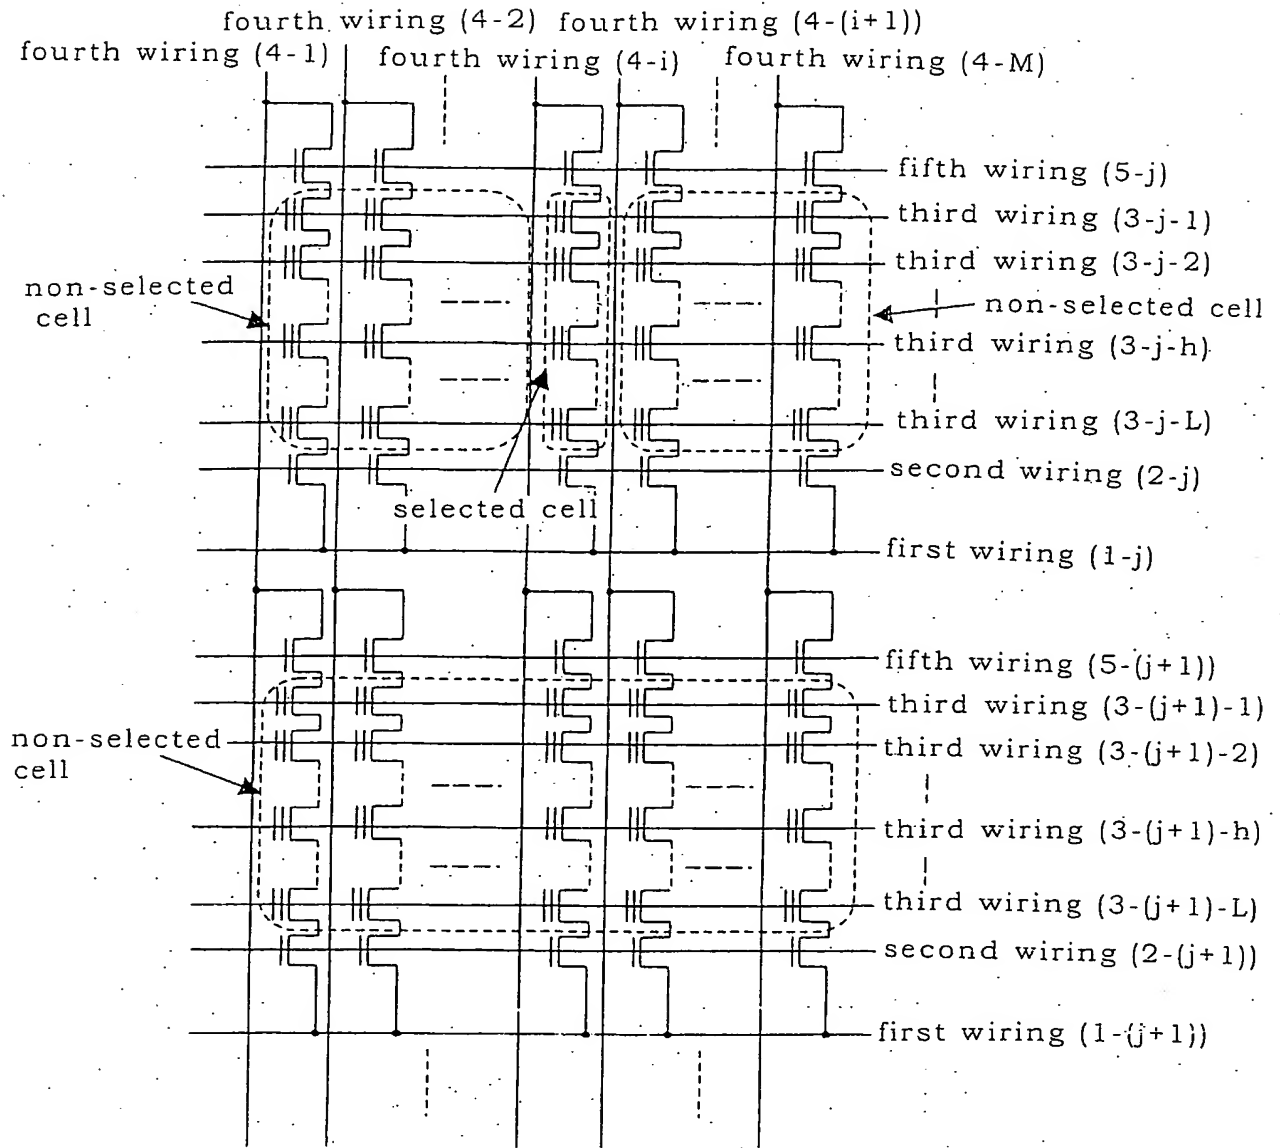 fourth wiring (4-2) fourth wiring (4-(i+1))
fourth wiring (4-1) fourth wiring (4-i) fourth wiring (4-M)
fifth wiring (5-j)
third wiring (3-j-1)
third wiring (3-j-2)
non-selected
cell
non-selected cell
third wiring (3-j-h)
third wiring (3-j-L)
second wiring (2-j)
selected cell
first wiring (1-j)
fifth wiring (5-(j+1))
third wiring (3-(j+1)-1)
non-selected
cell
third wiring (3-(j+1)-2)
third wiring (3-(j+1)-h)
third wiring (3-(j+1)-L)
second wiring (2-(j+1))
first wiring (1-(j+1))